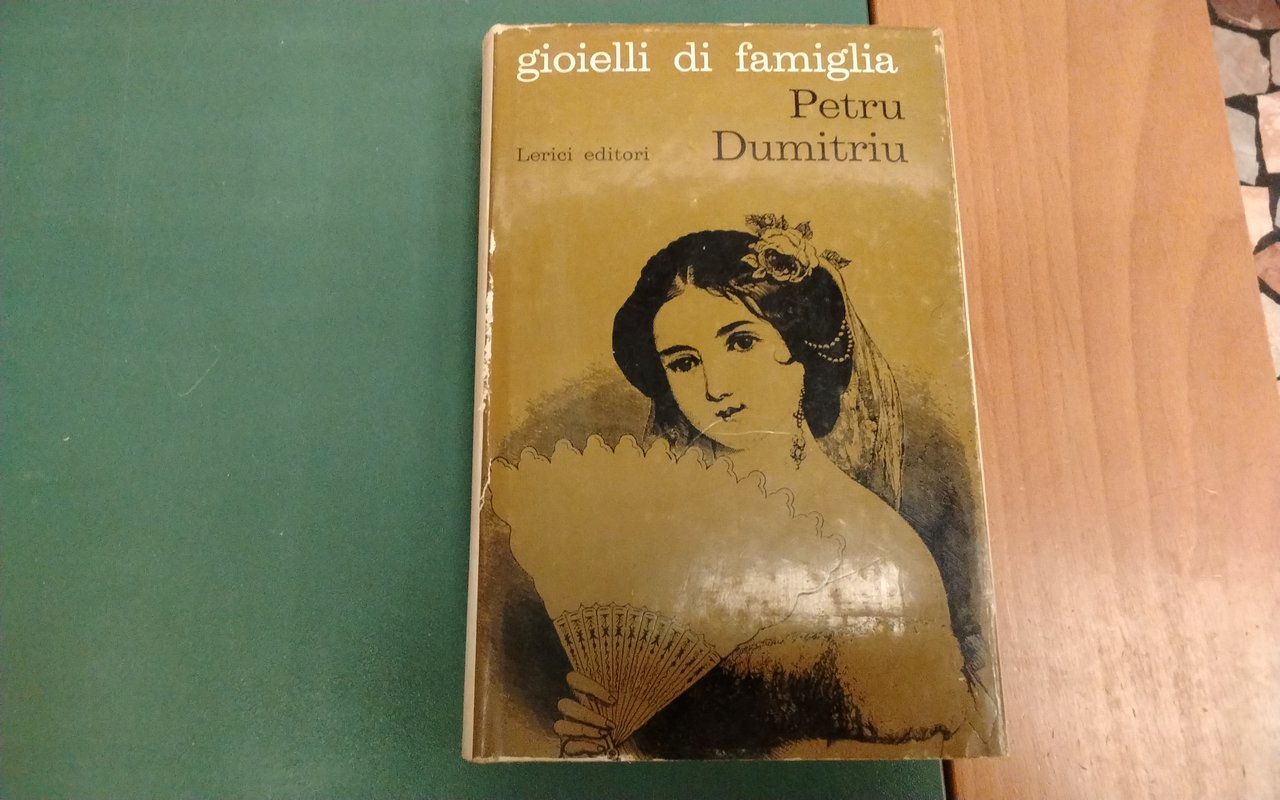 gioielli di famiglia
Petru
Dumitriu
Lerici editori